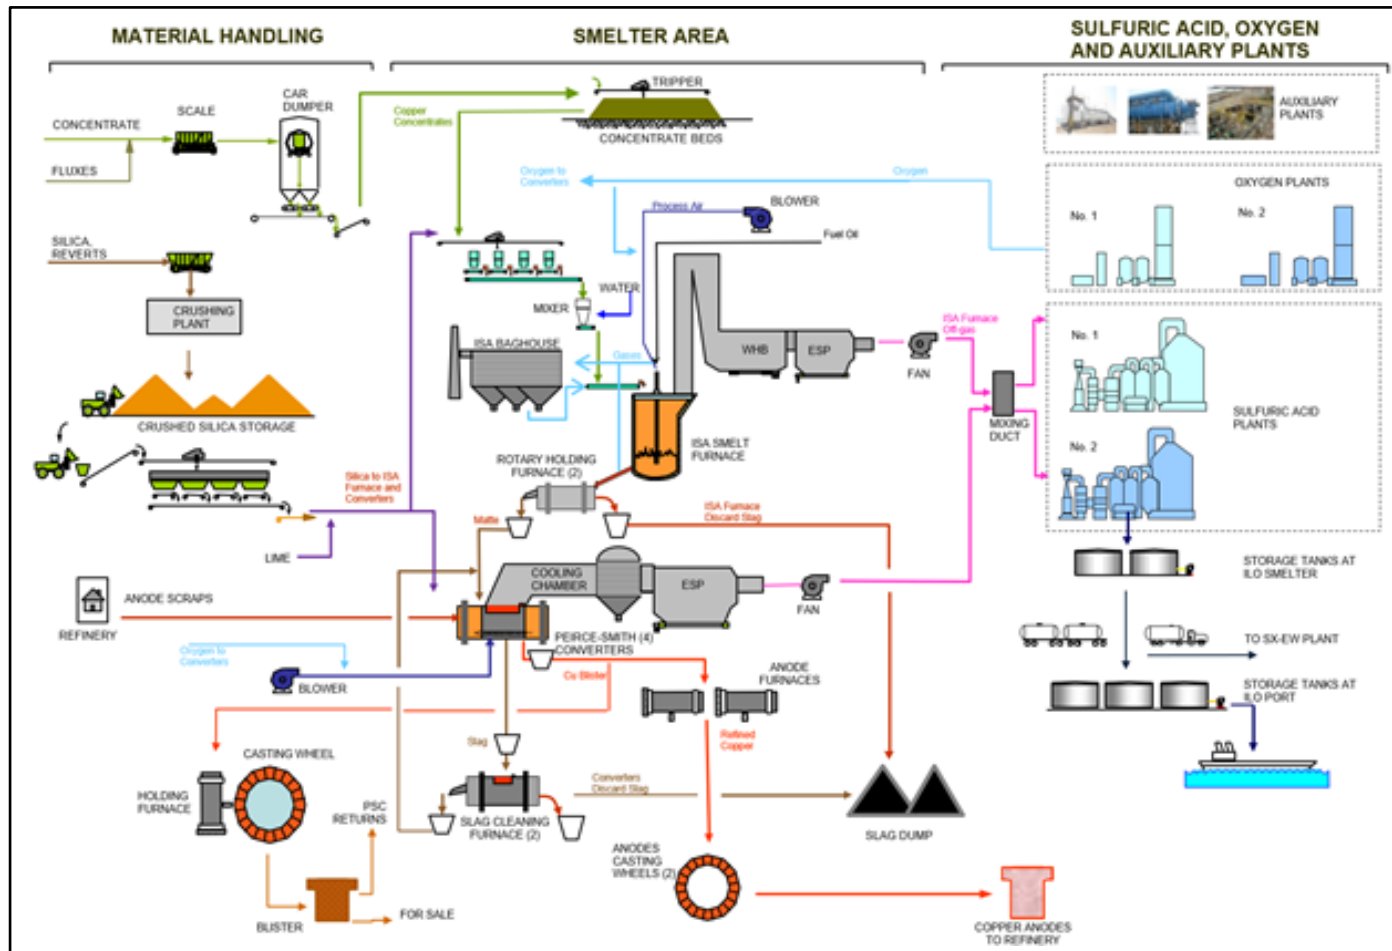 MATERIAL HANDLING
SMELTER AREA
SULFURIC ACID, OXYGEN
AND AUXILIARY PLANTS
CONCENTRATE
FLUXES
SCALE
CAR
DUMPER
Copper
Concentrates
TRIPPER
CONCENTRATE BEDS
AUXILIARY
PLANTS
SILICA,
REVERTS
CRUSHING
PLANT
CRUSHED SILICA STORAGE
Silica to ISA
Furnace and
Converters
LIME
Oxygen to
Converters
Oxygen
Process Air
BLOWER
Fuel Oil
WATER
MIXER
ISA BAGHOUSE
Gases
WHB
ESP
FAN
ISA Furnace
Off-gas
MIXING
DUCT
ISA SMELT
FURNACE
ROTARY HOLDING
FURNACE (2)
Matte
ISA Furnace
Discard Slag
OXYGEN PLANTS
No. 1
No. 2
No. 1
SULFURIC ACID
PLANTS
No. 2
STORAGE TANKS AT
ILO SMELTER
TO SX-EW PLANT
STORAGE TANKS AT
ILO PORT
REFINERY
ANODE SCRAPS
COOLING
CHAMBER
ESP
FAN
PEIRCE-SMITH (4)
CONVERTERS
Oxygen to
Converters
BLOWER
Cu Blister
ANODE
FURNACES
Refined
Copper
Slag
CASTING WHEEL
HOLDING
FURNACE
PSC
RETURNS
BLISTER
FOR SALE
SLAG CLEANING
FURNACE (2)
Converters
Discard Slag
SLAG DUMP
ANODES
CASTING
WHEELS (2)
COPPER ANODES
TO REFINERY